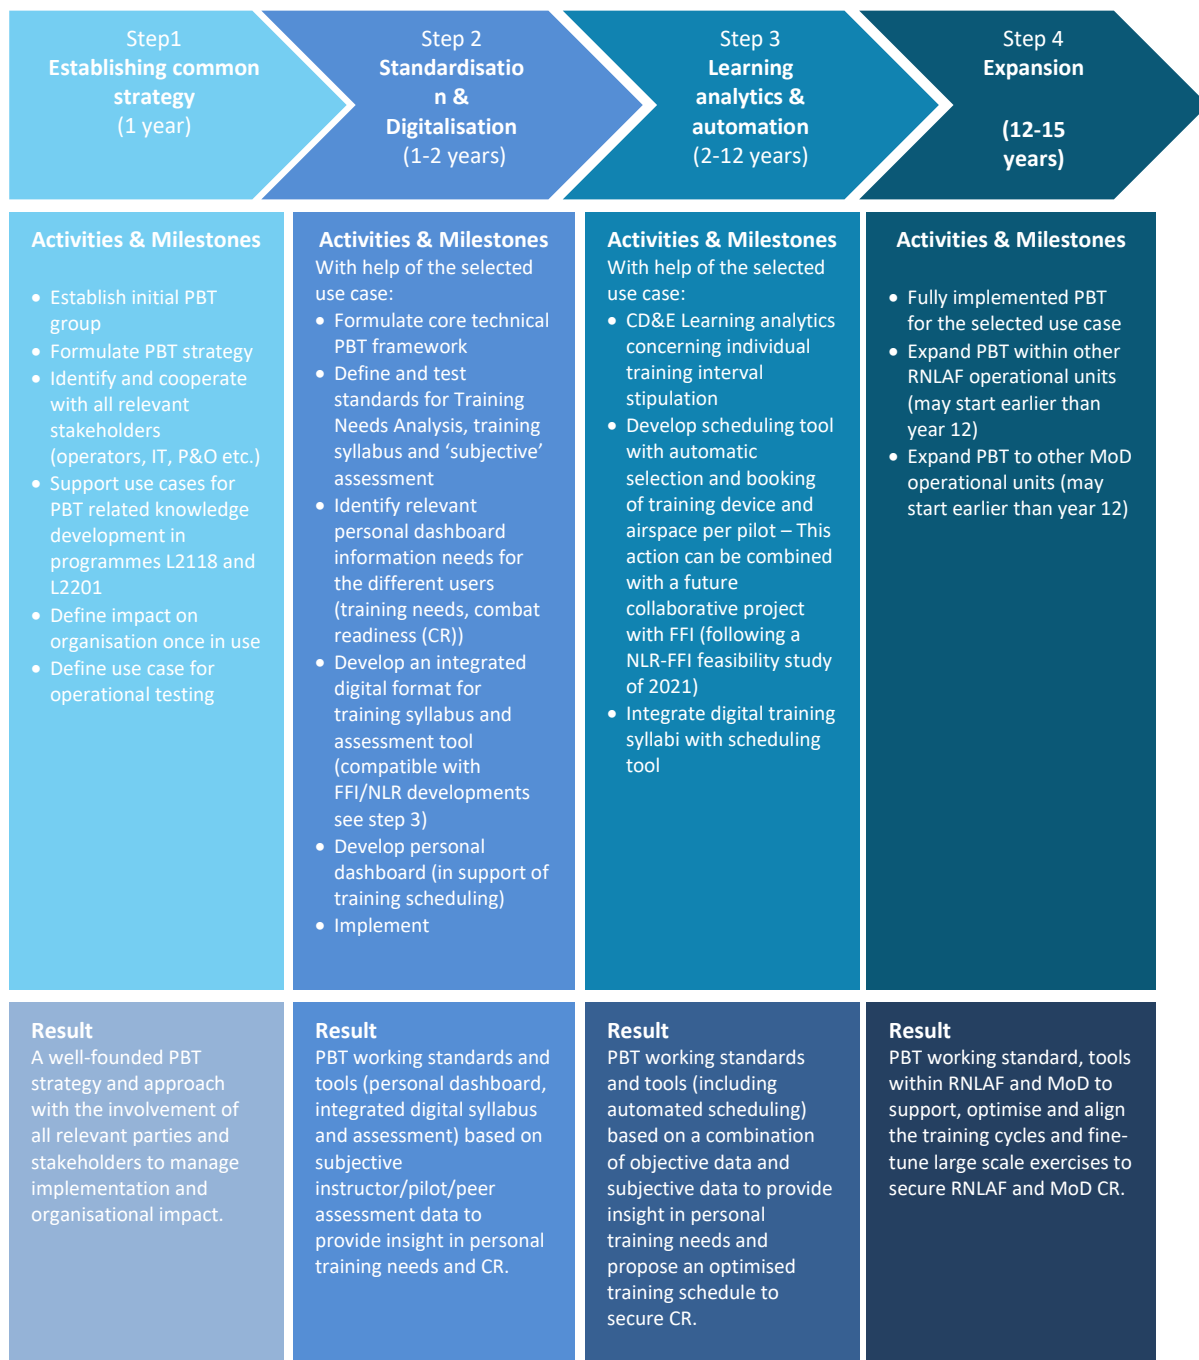 Step1
Establishing common
strategy
(1 year)
Step 2
Standardisatio
n &
Digitalisation
(1-2 years)
Step 3
Learning
analytics &
automation
(2-12 years)
Step 4
Expansion
(12-15
years)
Activities & Milestones
• Establish initial PBT
group
• Formulate PBT strategy
• Identify and cooperate
with all relevant
stakeholders
(operators, IT, P&O etc.)
• Support use cases for
PBT related knowledge
development in
programmes L2118 and
L2201
• Define impact on
organisation once in use
• Define use case for
operational testing
Activities & Milestones
With help of the selected
use case:
• Formulate core technical
PBT framework
• Define and test
standards for Training
Needs Analysis, training
syllabus and ‘subjective’
assessment
• Identify relevant
personal dashboard
information needs for
the different users
(training needs, combat
readiness (CR))
• Develop an integrated
digital format for
training syllabus and
assessment tool
(compatible with
FFI/NLR developments
see step 3)
• Develop personal
dashboard (in support of
training scheduling)
• Implement
Activities & Milestones
With help of the selected
use case:
• CD&E Learning analytics
concerning individual
training interval
stipulation
• Develop scheduling tool
with automatic
selection and booking
of training device and
airspace per pilot – This
action can be combined
with a future
collaborative project
with FFI (following a
NLR-FFI feasibility study
of 2021)
• Integrate digital training
syllabi with scheduling
tool
Activities & Milestones
• Fully implemented PBT
for the selected use case
• Expand PBT within other
RNLAF operational units
(may start earlier than
year 12)
• Expand PBT to other MoD
operational units (may
start earlier than year 12)
Result
A well-founded PBT
strategy and approach
with the involvement of
all relevant parties and
stakeholders to manage
implementation and
organisational impact.
Result
PBT working standards and
tools (personal dashboard,
integrated digital syllabus
and assessment) based on
subjective
instructor/pilot/peer
assessment data to
provide insight in personal
training needs and CR.
Result
PBT working standards
and tools (including
automated scheduling)
based on a combination
of objective data and
subjective data to provide
insight in personal
training needs and
propose an optimised
training schedule to
secure CR.
Result
PBT working standard, tools
within RNLAF and MoD to
support, optimise and align
the training cycles and fine-
tune large scale exercises to
secure RNLAF and MoD CR.